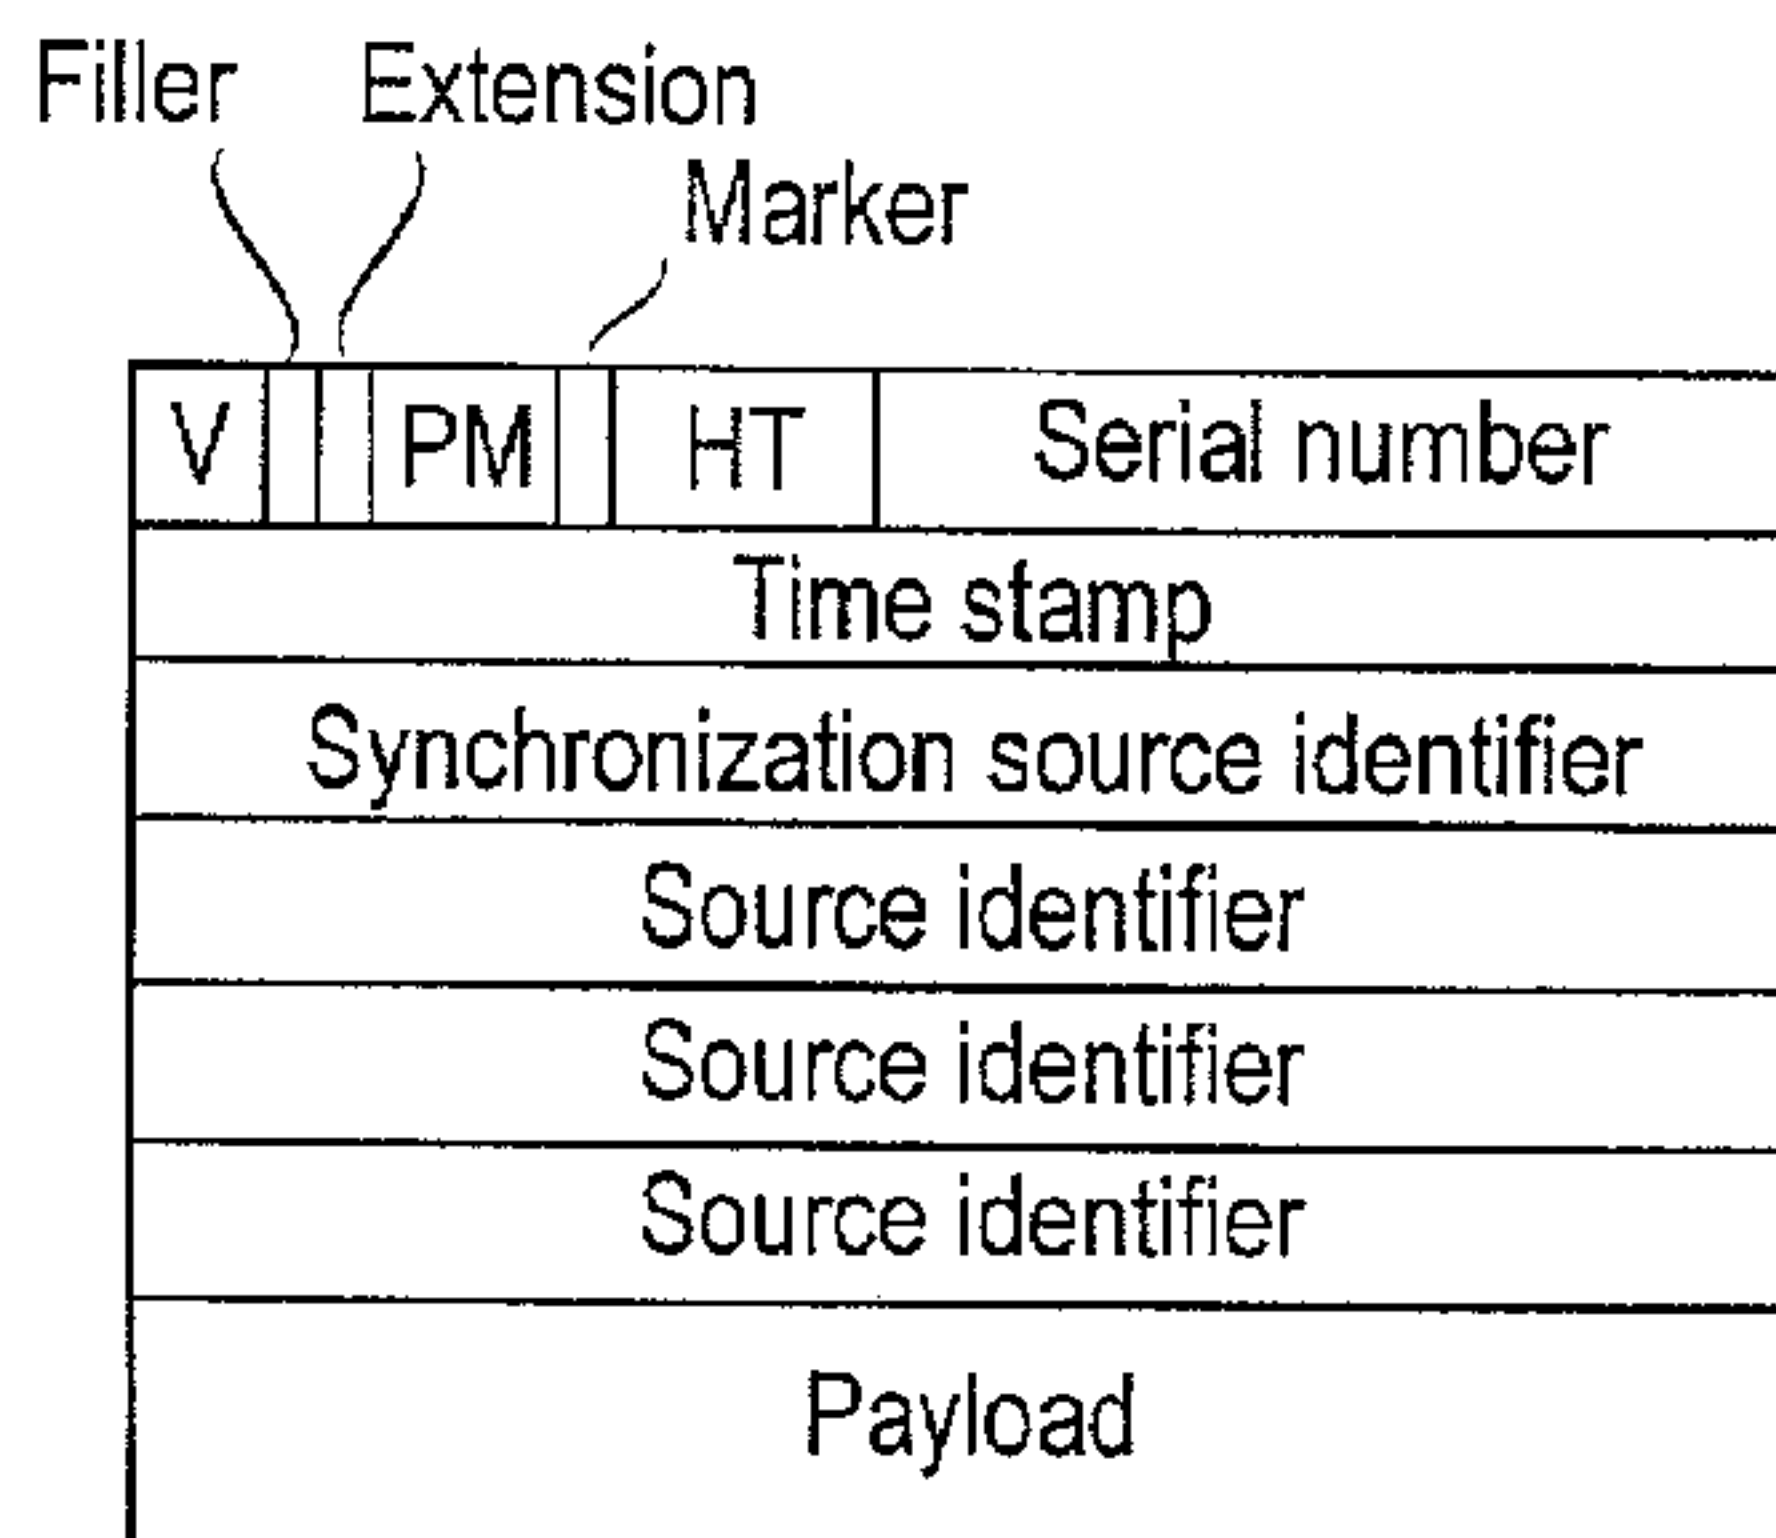 Filler Extension
Marker
V PM HT Serial number
Time stamp
Synchronization source identifier
Source identifier
Source identifier
Source identifier
Payload